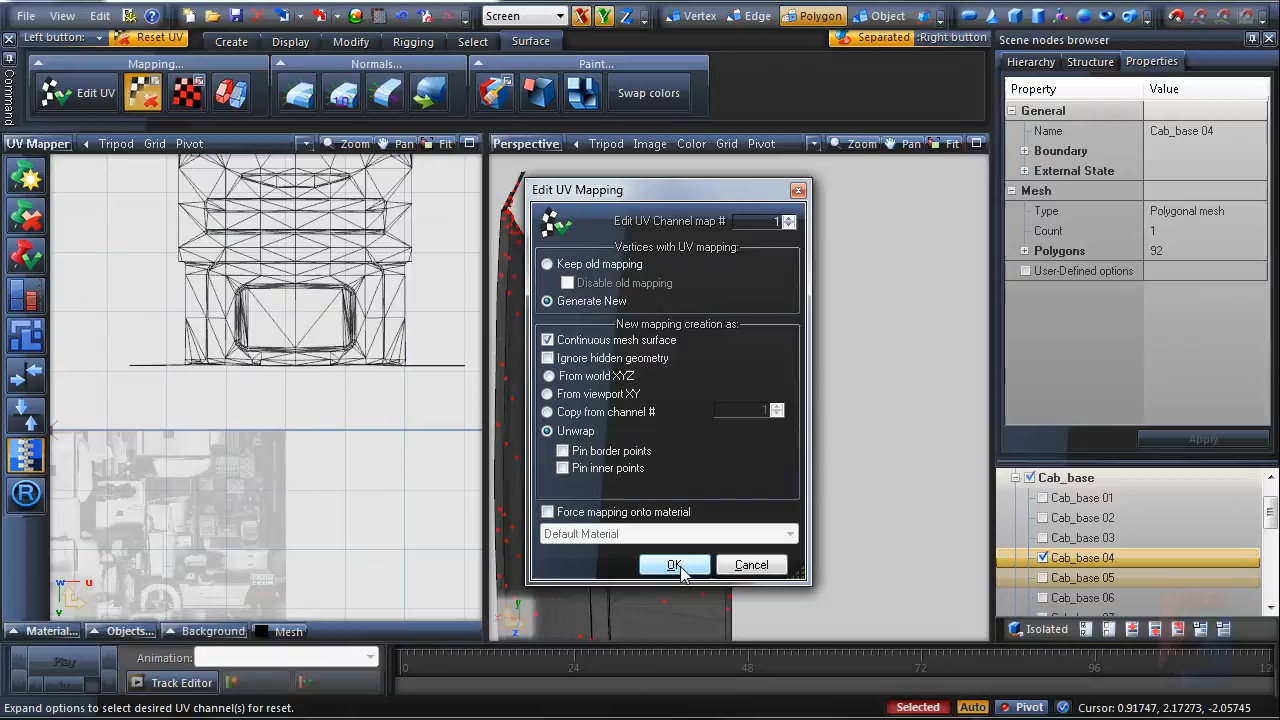 File View Edit Screen X Y Z Vertex Edge Polygon Object
Left button: Reset UV Create Display Modify Rigging Select Surface Separated :Right button
Scene nodes browser
Mapping... Normals... Paint...
Hierarchy Structure Properties
Command
Edit UV Swap colors
Property Value
General
Name Cab_base 04
Boundary
External State
Mesh
Type Polygonal mesh
Count 1
Polygons 92
User-Defined options
Apply
UV Mapper Tripod Grid Pivot Zoom Pan Fit
Perspective Tripod Image Color Grid Pivot Zoom Pan Fit
Edit UV Mapping
Edit UV Channel map # 1
Vertices with UV mapping:
Keep old mapping
Disable old mapping
Generate New
New mapping creation as:
Continuous mesh surface
Ignore hidden geometry
From world XYZ
From viewport XY
Copy from channel # 1
Unwrap
Pin border points
Pin inner points
Force mapping onto material
Default Material
OK Cancel
w u
v
y
x
z
Cab_base
Cab_base 01
Cab_base 02
Cab_base 03
Cab_base 04
Cab_base 05
Cab_base 06
Isolated
Material... Objects... Background Mesh
Play Animation:
Track Editor
0 24 48 72 96 12
Expand options to select desired UV channel(s) for reset. Selected Auto Pivot Cursor: 0.91747, 2.17273, -2.05745